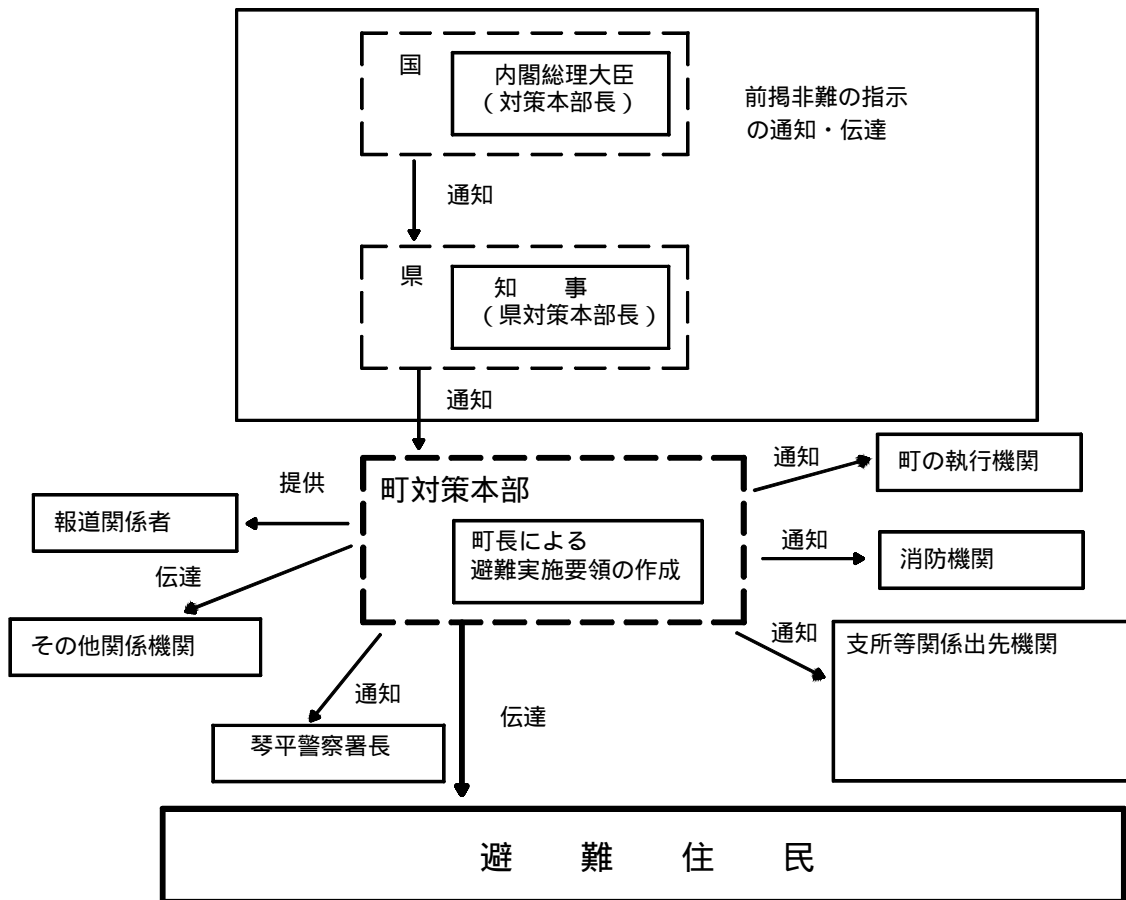 国
内閣総理大臣
（対策本部長）
前掲非難の指示
の通知・伝達
通知
県
知　　事
（県対策本部長）
通知
町対策本部
町長による
避難実施要領の作成
提供
報道関係者
伝達
その他関係機関
通知
琴平警察署長
伝達
通知
町の執行機関
通知
消防機関
通知
支所等関係出先機関
避　難　住　民